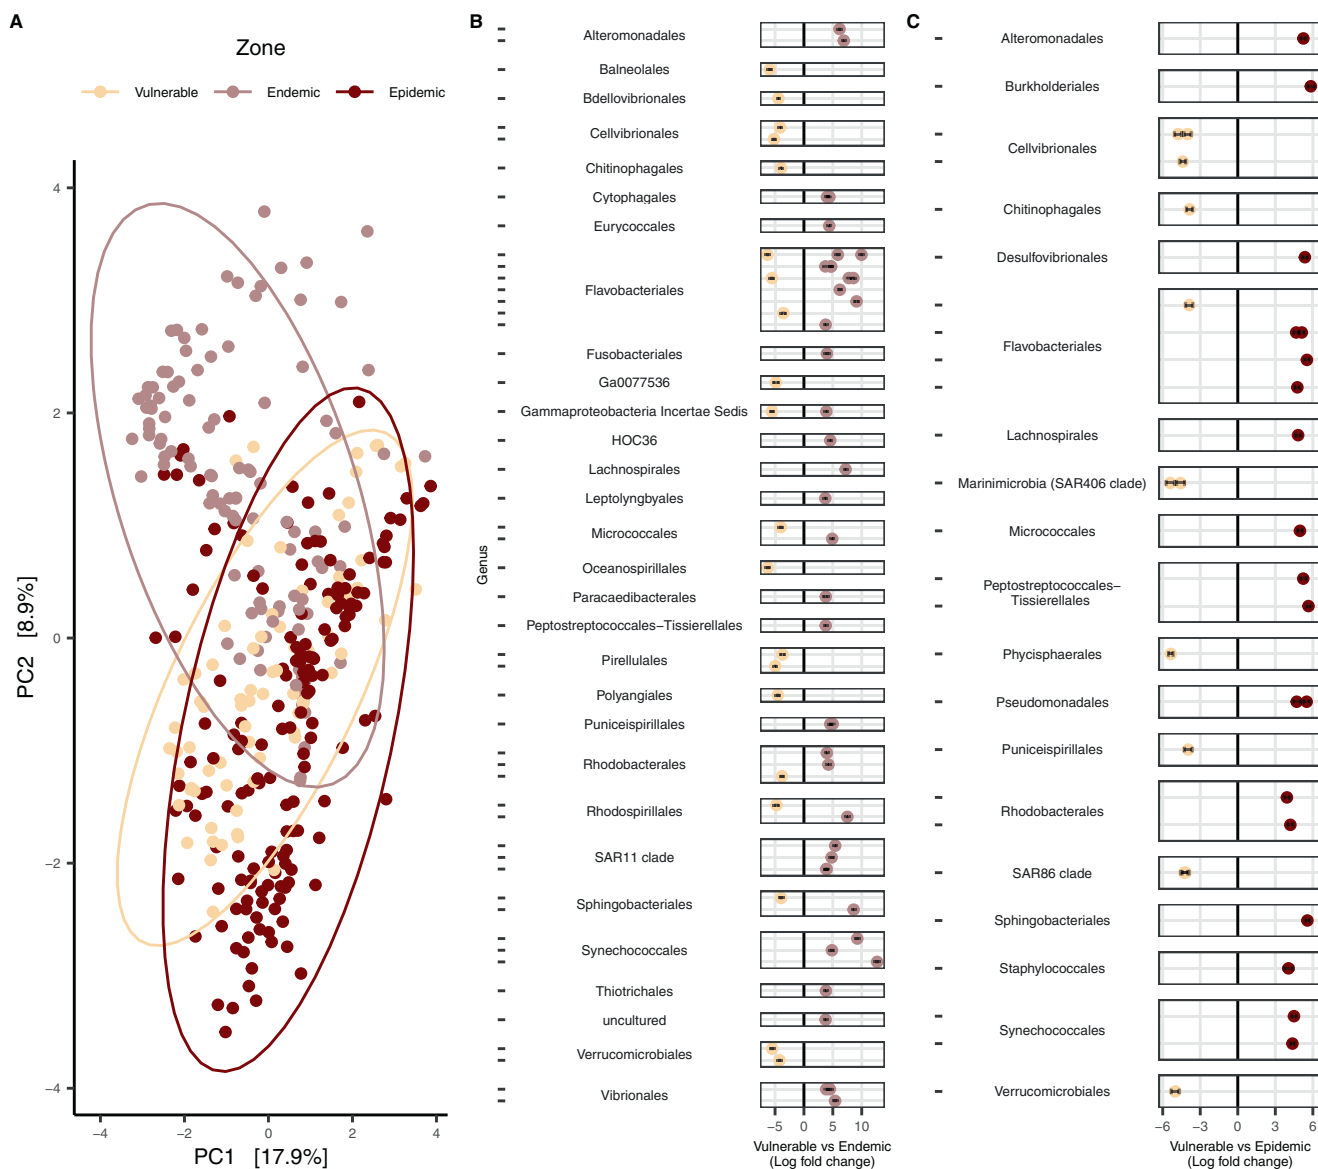 A
Zone
Vulnerable
Endemic
Epidemic
4
2
0
−2
−4
PC2 [8.9%]
−4
−2
0
2
4
PC1 [17.9%]
B
Genus
Alteromonadales
Balneolales
Bdellovibrionales
Cellvibrionales
Chitinophagales
Cytophagales
Eurycoccales
Flavobacteriales
Fusobacteriales
Ga0077536
Gammaproteobacteria Incertae Sedis
HOC36
Lachnospirales
Leptolyngbyales
Micrococcales
Oceanospirillales
Paracaedibacterales
Peptostreptococcales−Tissierellales
Pirellulales
Polyangiales
Puniceispirillales
Rhodobacterales
Rhodospirillales
SAR11 clade
Sphingobacteriales
Synechococcales
Thiotrichales
uncultured
Verrucomicrobiales
Vibrionales
−5
0
5
10
Vulnerable vs Endemic
(Log fold change)
C
Alteromonadales
Burkholderiales
Cellvibrionales
Chitinophagales
Desulfovibrionales
Flavobacteriales
Lachnospirales
Marinimicrobia (SAR406 clade)
Micrococcales
Peptostreptococcales−
Tissierellales
Phycisphaerales
Pseudomonadales
Puniceispirillales
Rhodobacterales
SAR86 clade
Sphingobacteriales
Staphylococcales
Synechococcales
Verrucomicrobiales
−6
−3
0
3
6
Vulnerable vs Epidemic
(Log fold change)